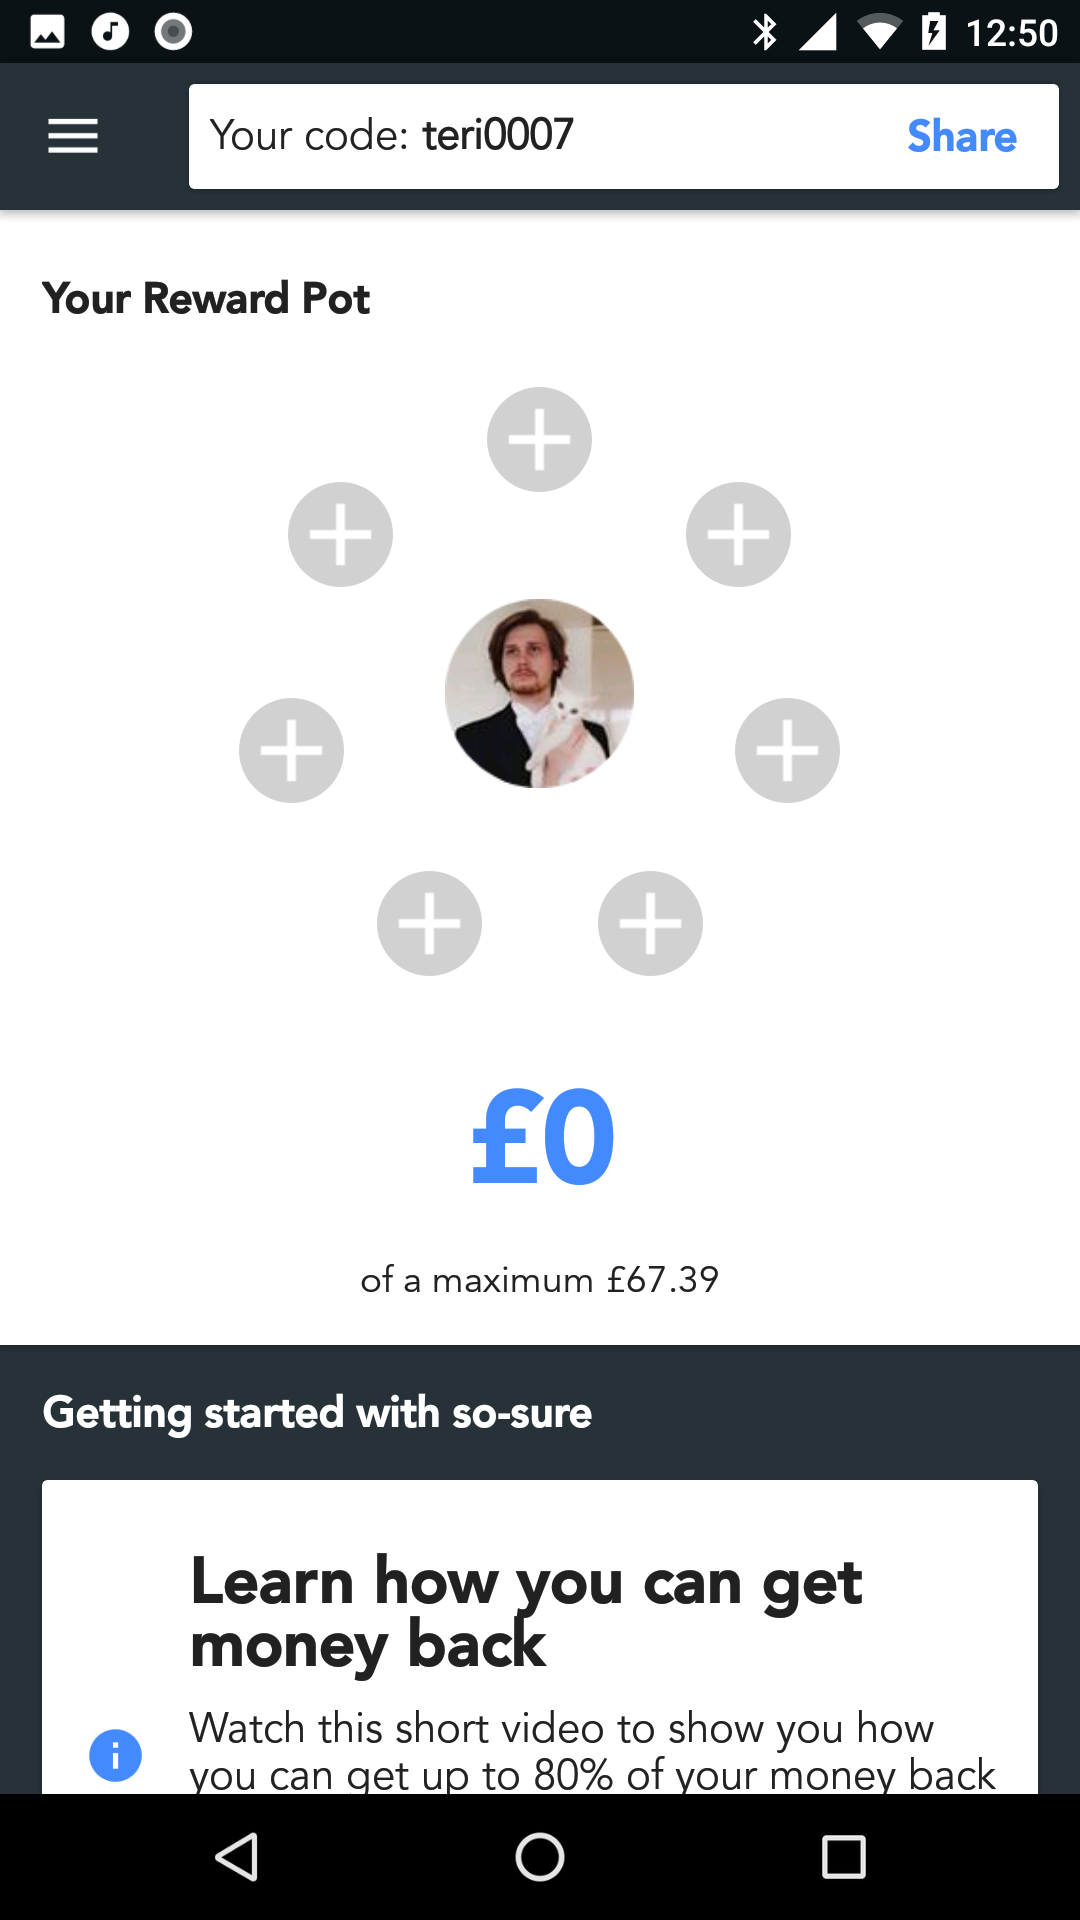 12:50
Your code: teri0007
Share
Your Reward Pot
£0
of a maximum £67.39
Getting started with so-sure
Learn how you can get
money back
Watch this short video to show you how
you can get up to 80% of your money back